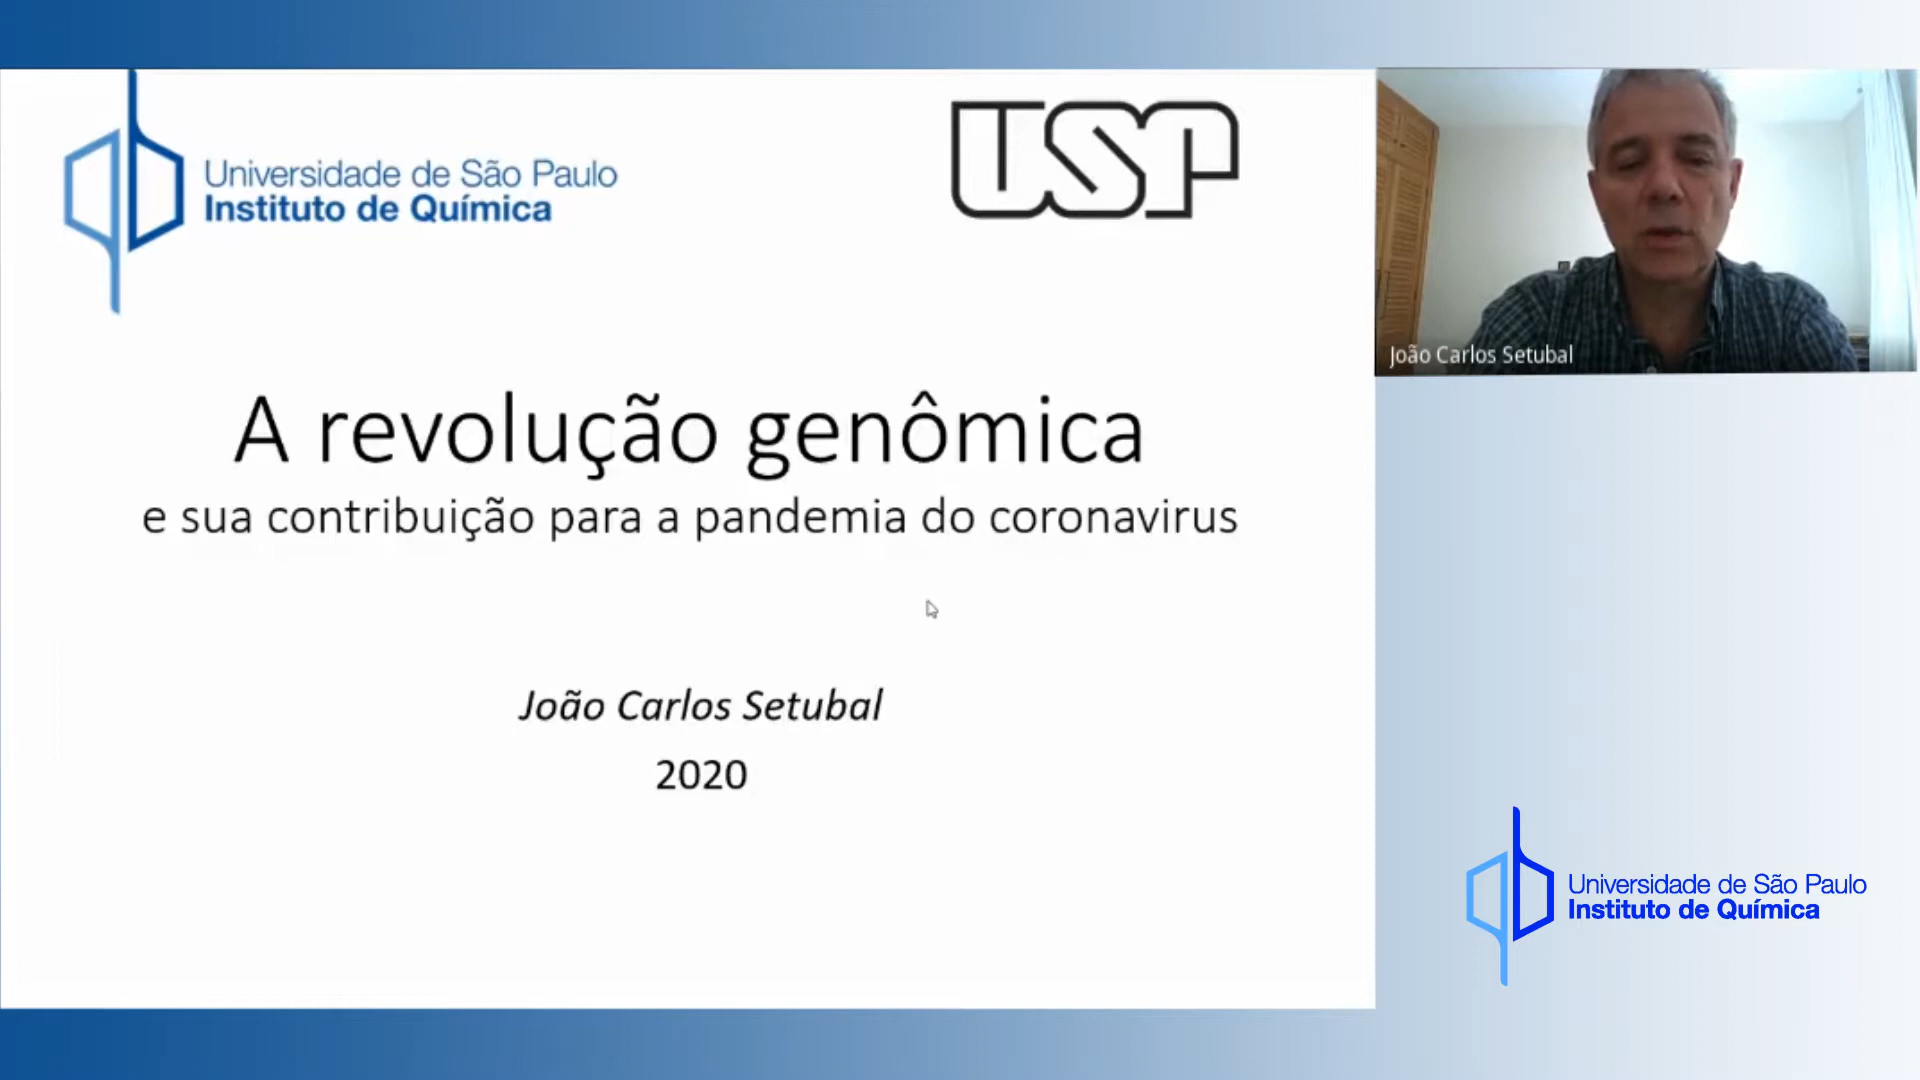 Universidade de São Paulo
Instituto de Química
USP
A revolução genômica
e sua contribuição para a pandemia do coronavirus
João Carlos Setubal
2020
João Carlos Setubal
Universidade de São Paulo
Instituto de Química